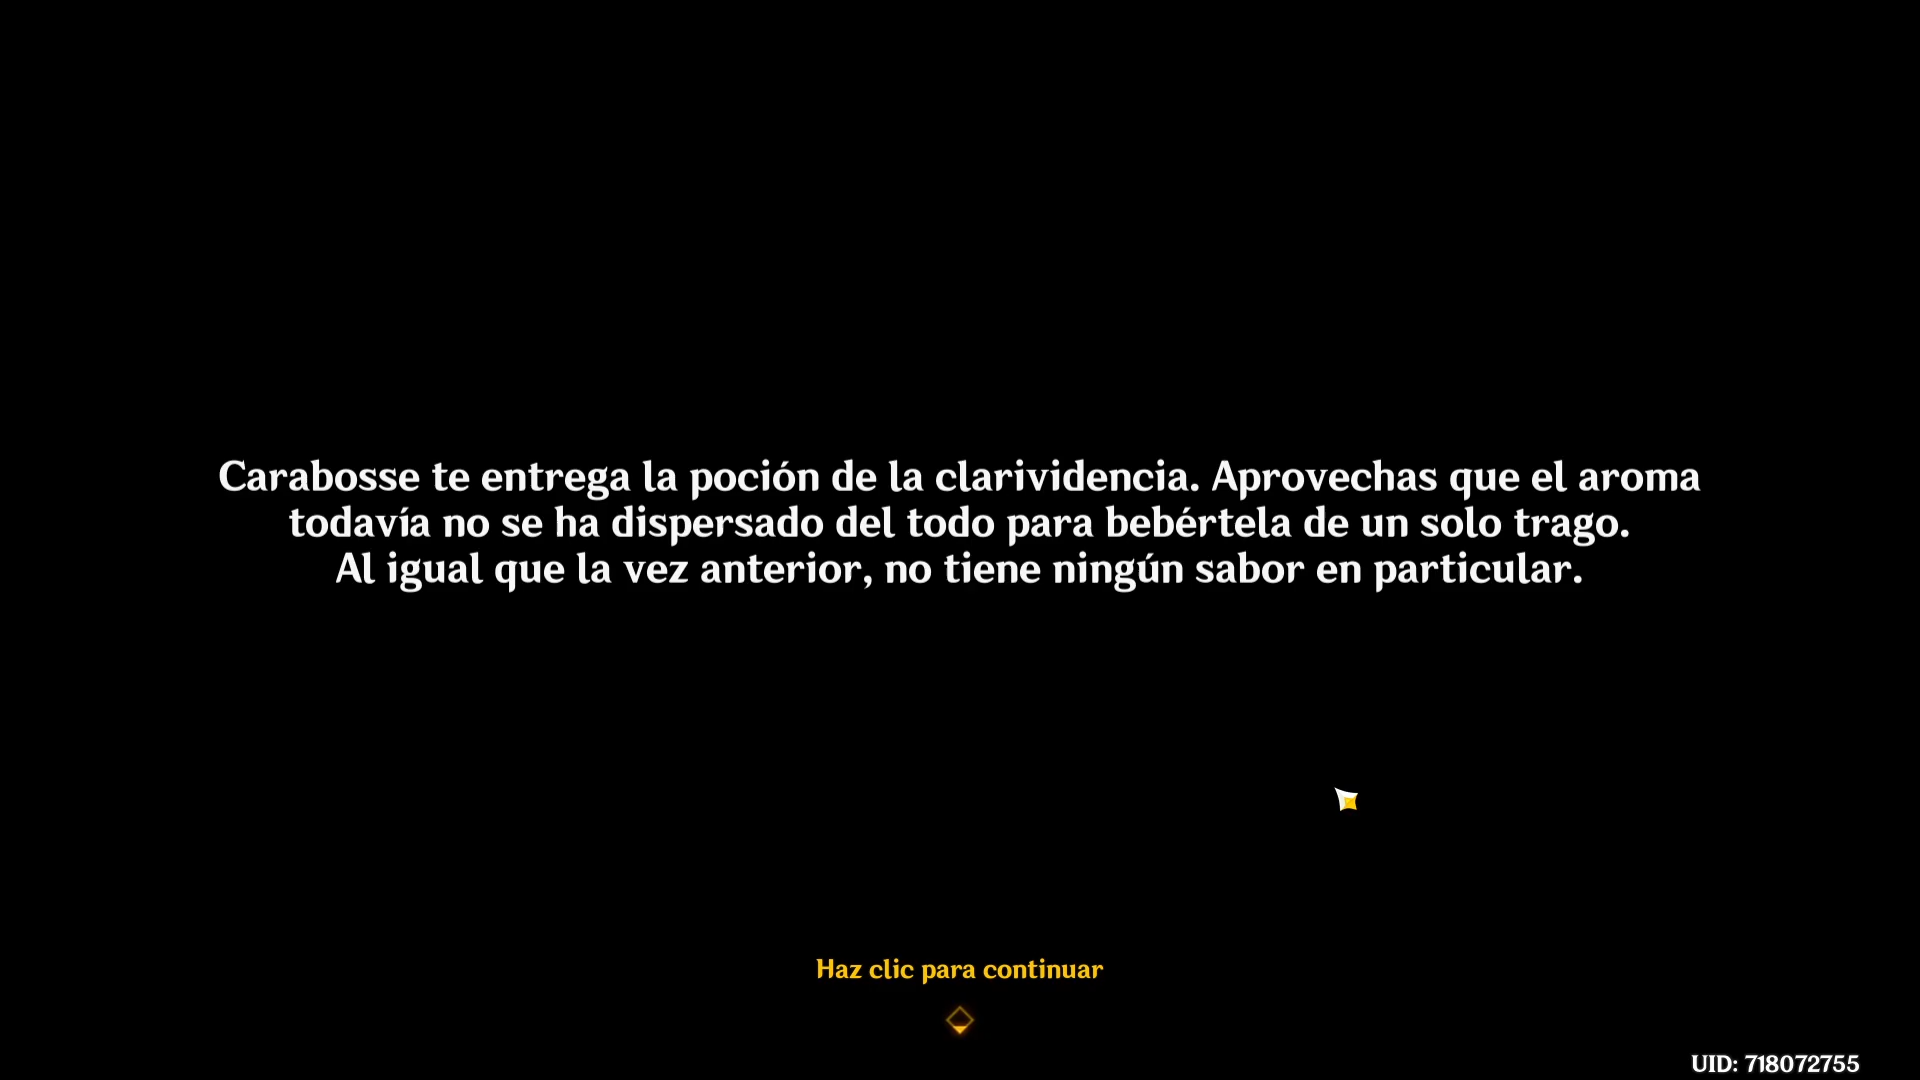 Carabosse te entrega la poción de la clarividencia. Aprovechas que el aroma
todavía no se ha dispersado del todo para bebértela de un solo trago.
Al igual que la vez anterior, no tiene ningún sabor en particular.
Haz clic para continuar
UID: 718072755